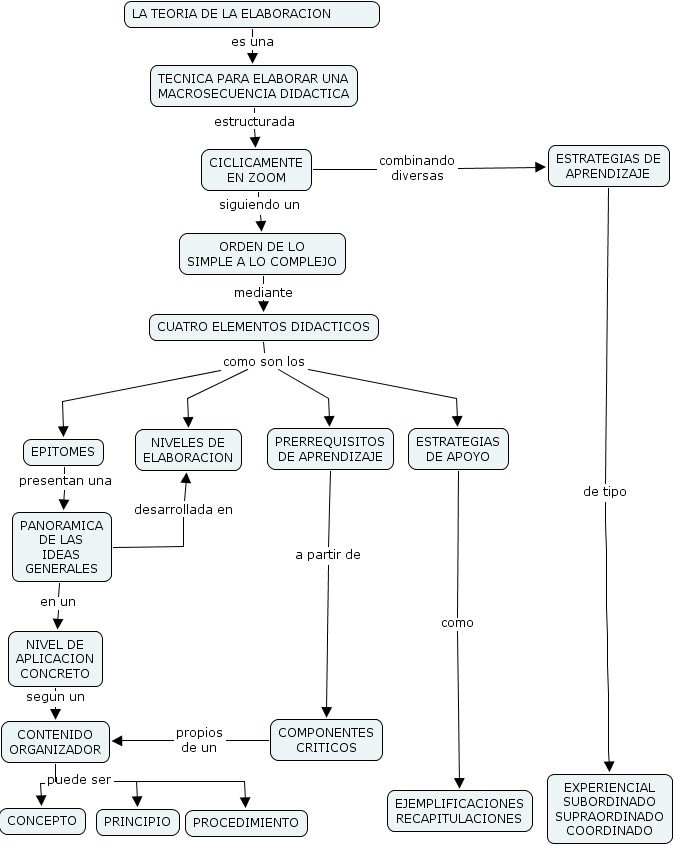 LA TEORIA DE LA ELABORACION
es una
TECNICA PARA ELABORAR UNA
MACROSECUENCIA DIDACTICA
estructurada
CICLICAMENTE
EN ZOOM
combinando
diversas
ESTRATEGIAS DE
APRENDIZAJE
siguiendo un
ORDEN DE LO
SIMPLE A LO COMPLEJO
mediante
CUATRO ELEMENTOS DIDACTICOS
como son los
EPITOMES
NIVELES DE
ELABORACION
PRERREQUISITOS
DE APRENDIZAJE
ESTRATEGIAS
DE APOYO
presentan una
desarrollada en
de tipo
PANORAMICA
DE LAS
IDEAS
GENERALES
a partir de
en un
como
NIVEL DE
APLICACION
CONCRETO
según un
CONTENIDO
ORGANIZADOR
propios
de un
COMPONENTES
CRITICOS
puede ser
CONCEPTO
PRINCIPIO
PROCEDIMIENTO
EJEMPLIFICACIONES
RECAPITULACIONES
EXPERIENCIAL
SUBORDINADO
SUPRAORDINADO
COORDINADO